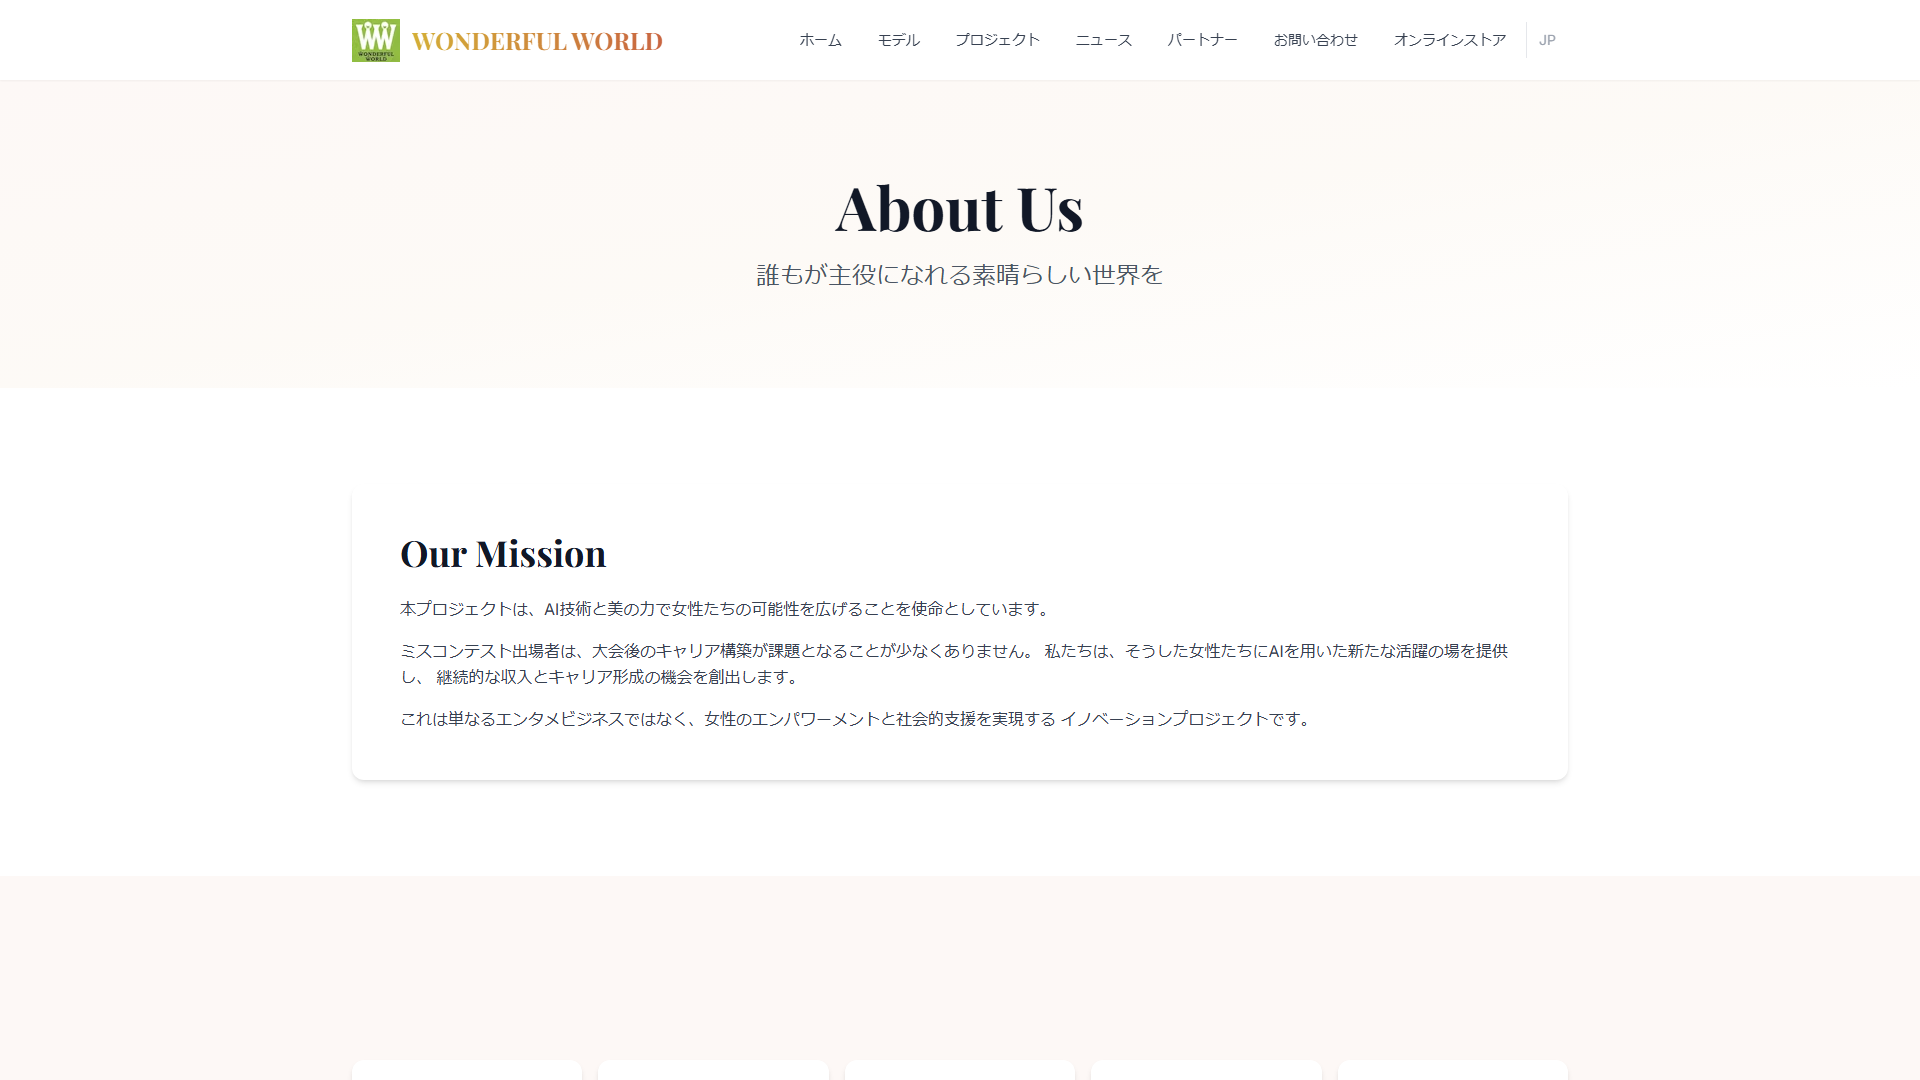 WW
WONDERFUL
WORLD
WONDERFUL WORLD
ホーム
モデル
プロジェクト
ニュース
パートナー
お問い合わせ
オンラインストア
JP
About Us
誰もが主役になれる素晴らしい世界を
Our Mission
本プロジェクトは、AI技術と美の力で女性たちの可能性を広げることを使命としています。
ミスコンテスト出場者は、大会後のキャリア構築が課題となることが少なくありません。 私たちは、そうした女性たちにAIを用いた新たな活躍の場を提供
し、 継続的な収入とキャリア形成の機会を創出します。
これは単なるエンタメビジネスではなく、女性のエンパワーメントと社会的支援を実現する イノベーションプロジェクトです。